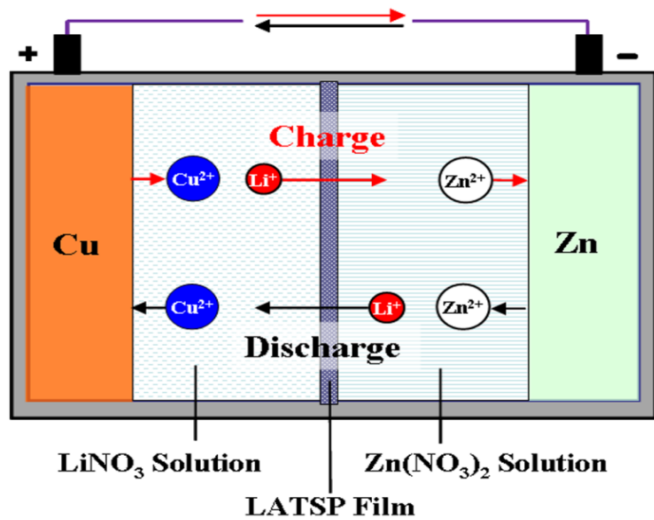 +
−
Charge
Cu²⁺
Li⁺
Zn²⁺
Cu
Zn
Cu²⁺
Li⁺
Zn²⁺
Discharge
LiNO₃ Solution
Zn(NO₃)₂ Solution
LATSP Film